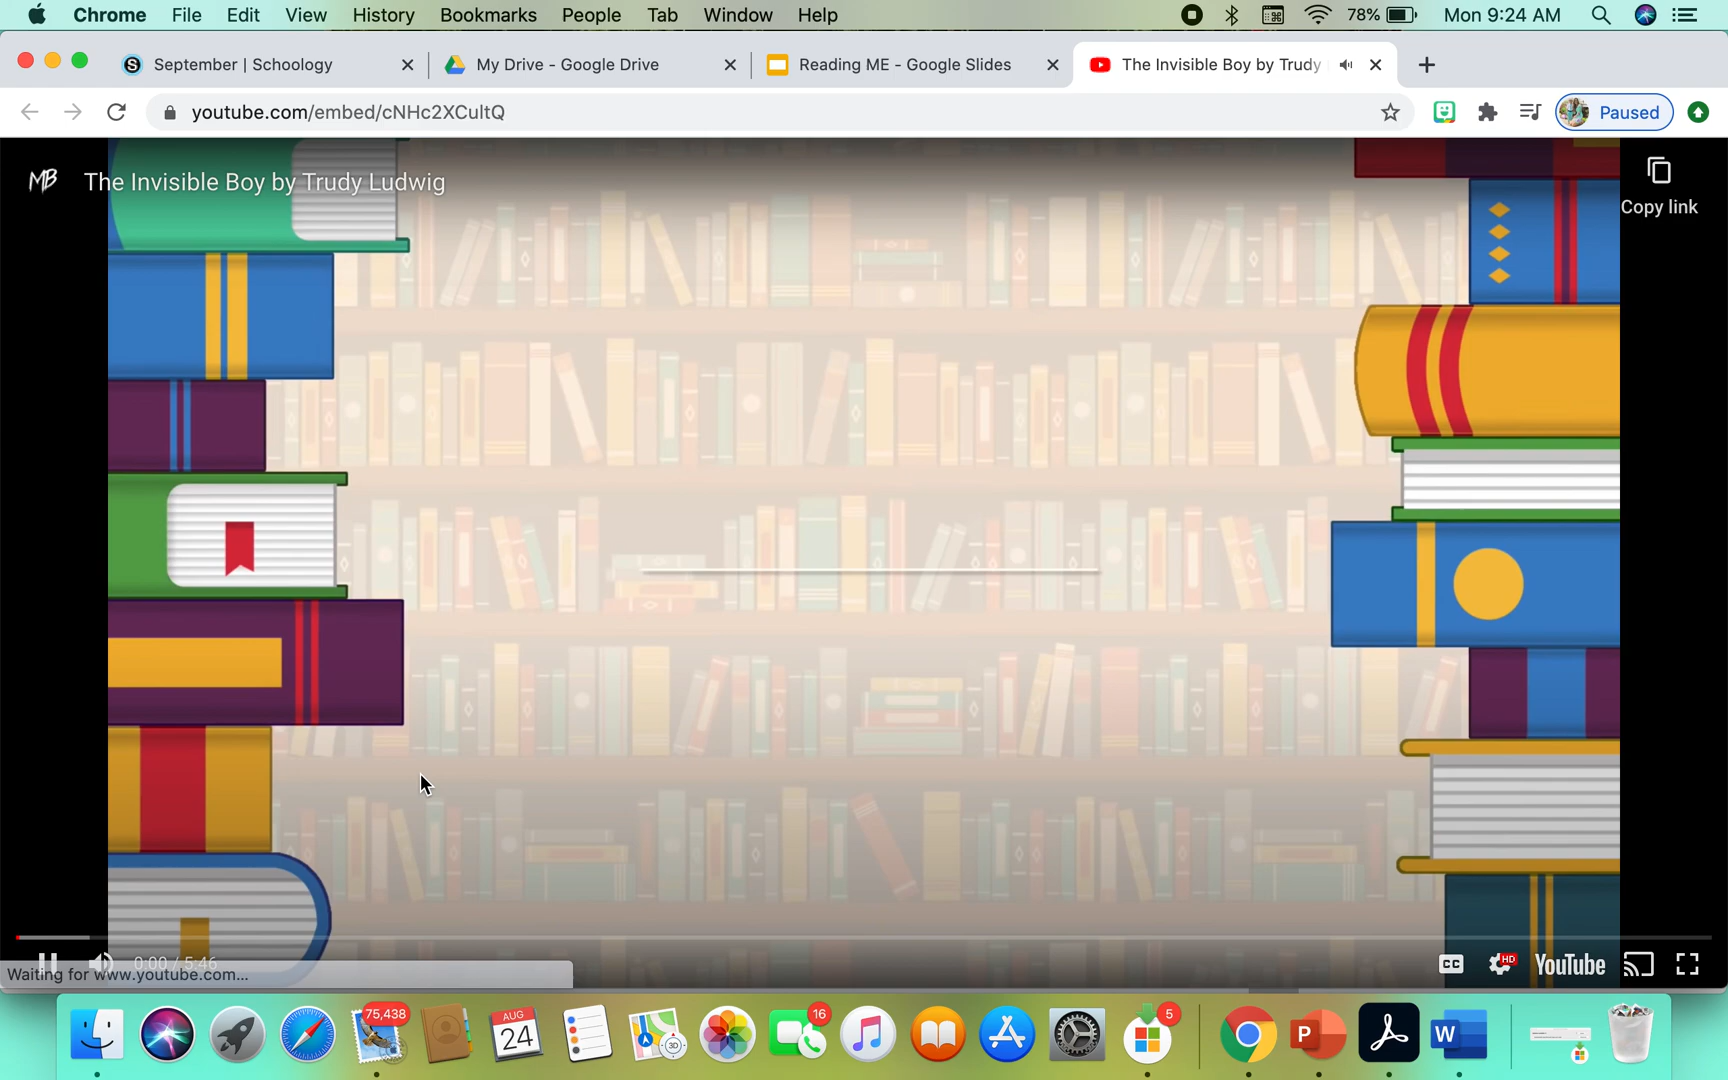 Chrome File Edit View History Bookmarks People Tab Window Help 78% Mon 9:24 AM
September | Schoology
My Drive - Google Drive
Reading ME - Google Slides
The Invisible Boy by Trudy
youtube.com/embed/cNHc2XCultQ
Paused
MB The Invisible Boy by Trudy Ludwig
Copy link
0:00 / 5:46
Waiting for www.youtube.com...
CC HD YouTube
75,438
AUG
24
3D
16
5
P
W